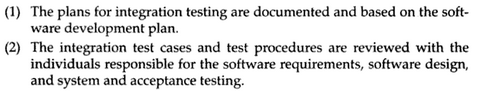 (1) The plans for integration testing are documented and based on the soft-
ware development plan.
(2) The integration test cases and test procedures are reviewed with the
individuals responsible for the software requirements, software design,
and system and acceptance testing.